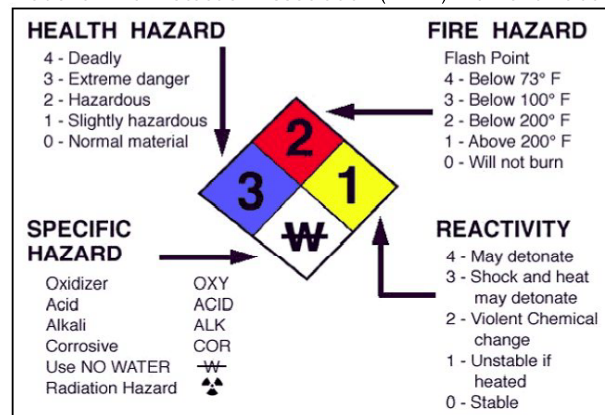 HEALTH HAZARD
4 - Deadly
3 - Extreme danger
2 - Hazardous
1 - Slightly hazardous
0 - Normal material
FIRE HAZARD
Flash Point
4 - Below 73° F
3 - Below 100° F
2 - Below 200° F
1 - Above 200° F
0 - Will not burn
2
3
1
W
SPECIFIC
HAZARD
Oxidizer OXY
Acid ACID
Alkali ALK
Corrosive COR
Use NO WATER W
Radiation Hazard
REACTIVITY
4 - May detonate
3 - Shock and heat
may detonate
2 - Violent Chemical
change
1 - Unstable if
heated
0 - Stable